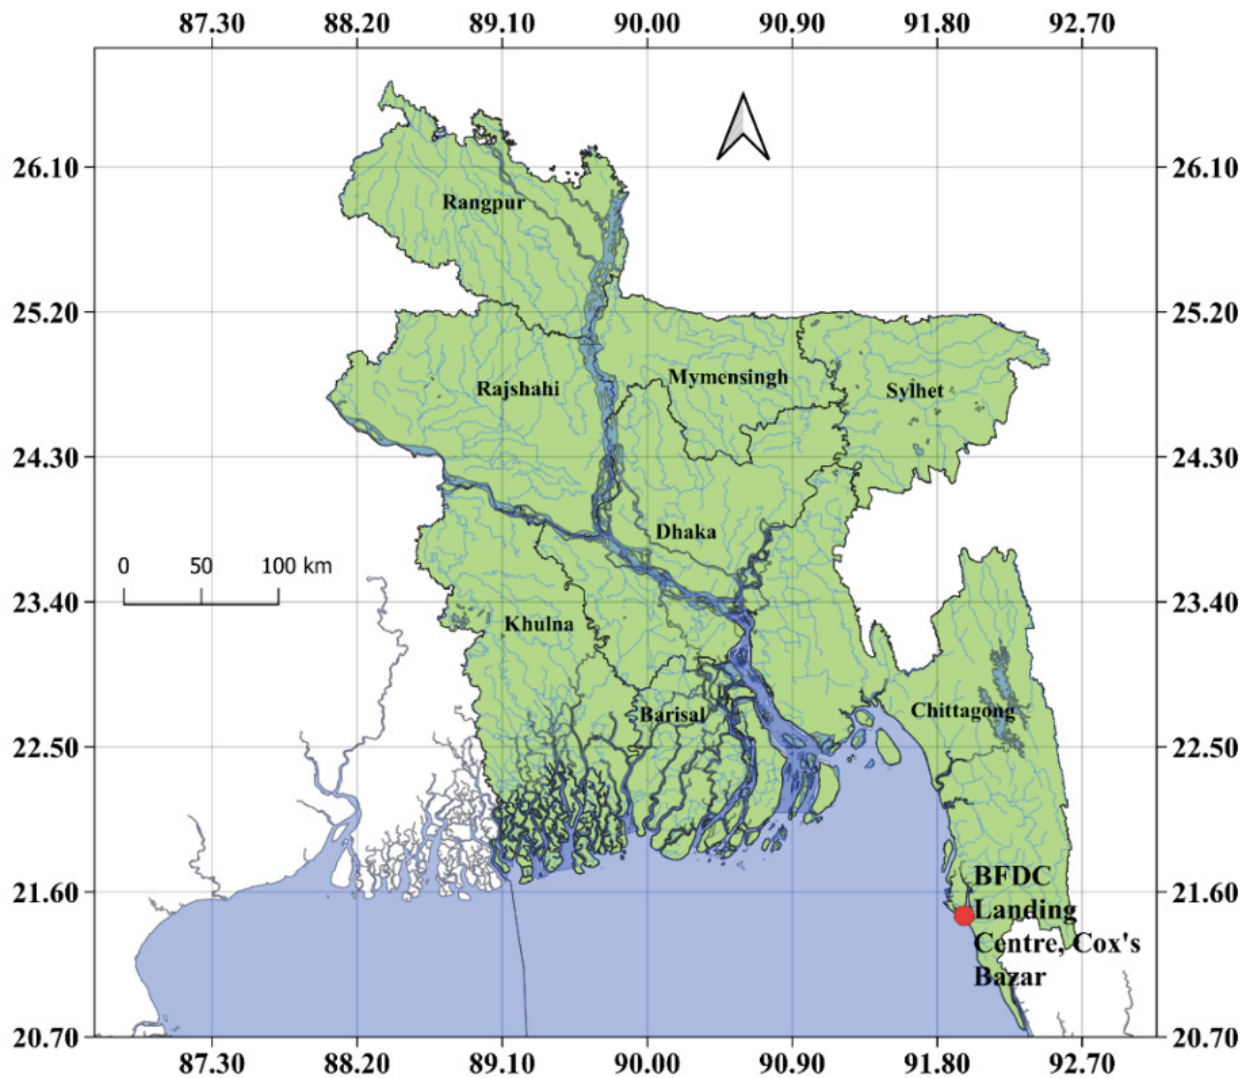 87.30 88.20 89.10 90.00 90.90 91.80 92.70
26.10 26.10
Rangpur
25.20 25.20
Mymensingh
Rajshahi
Sylhet
24.30 24.30
Dhaka
0 50 100 km
23.40 23.40
Khulna
Chittagong
Barisal
22.50 22.50
BFDC
21.60 21.60
Landing
Centre, Cox's
Bazar
20.70 20.70
87.30 88.20 89.10 90.00 90.90 91.80 92.70